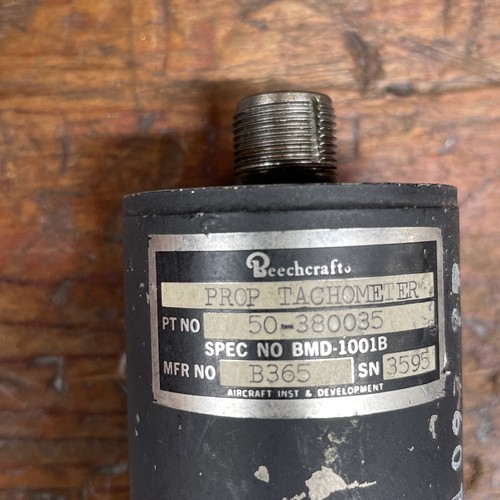 Beechcraft
PROP TACHOMETER
PT NO 50-380035
SPEC NO BMD-1001B
MFR NO B365 SN 3595
AIRCRAFT INST & DEVELOPMENT